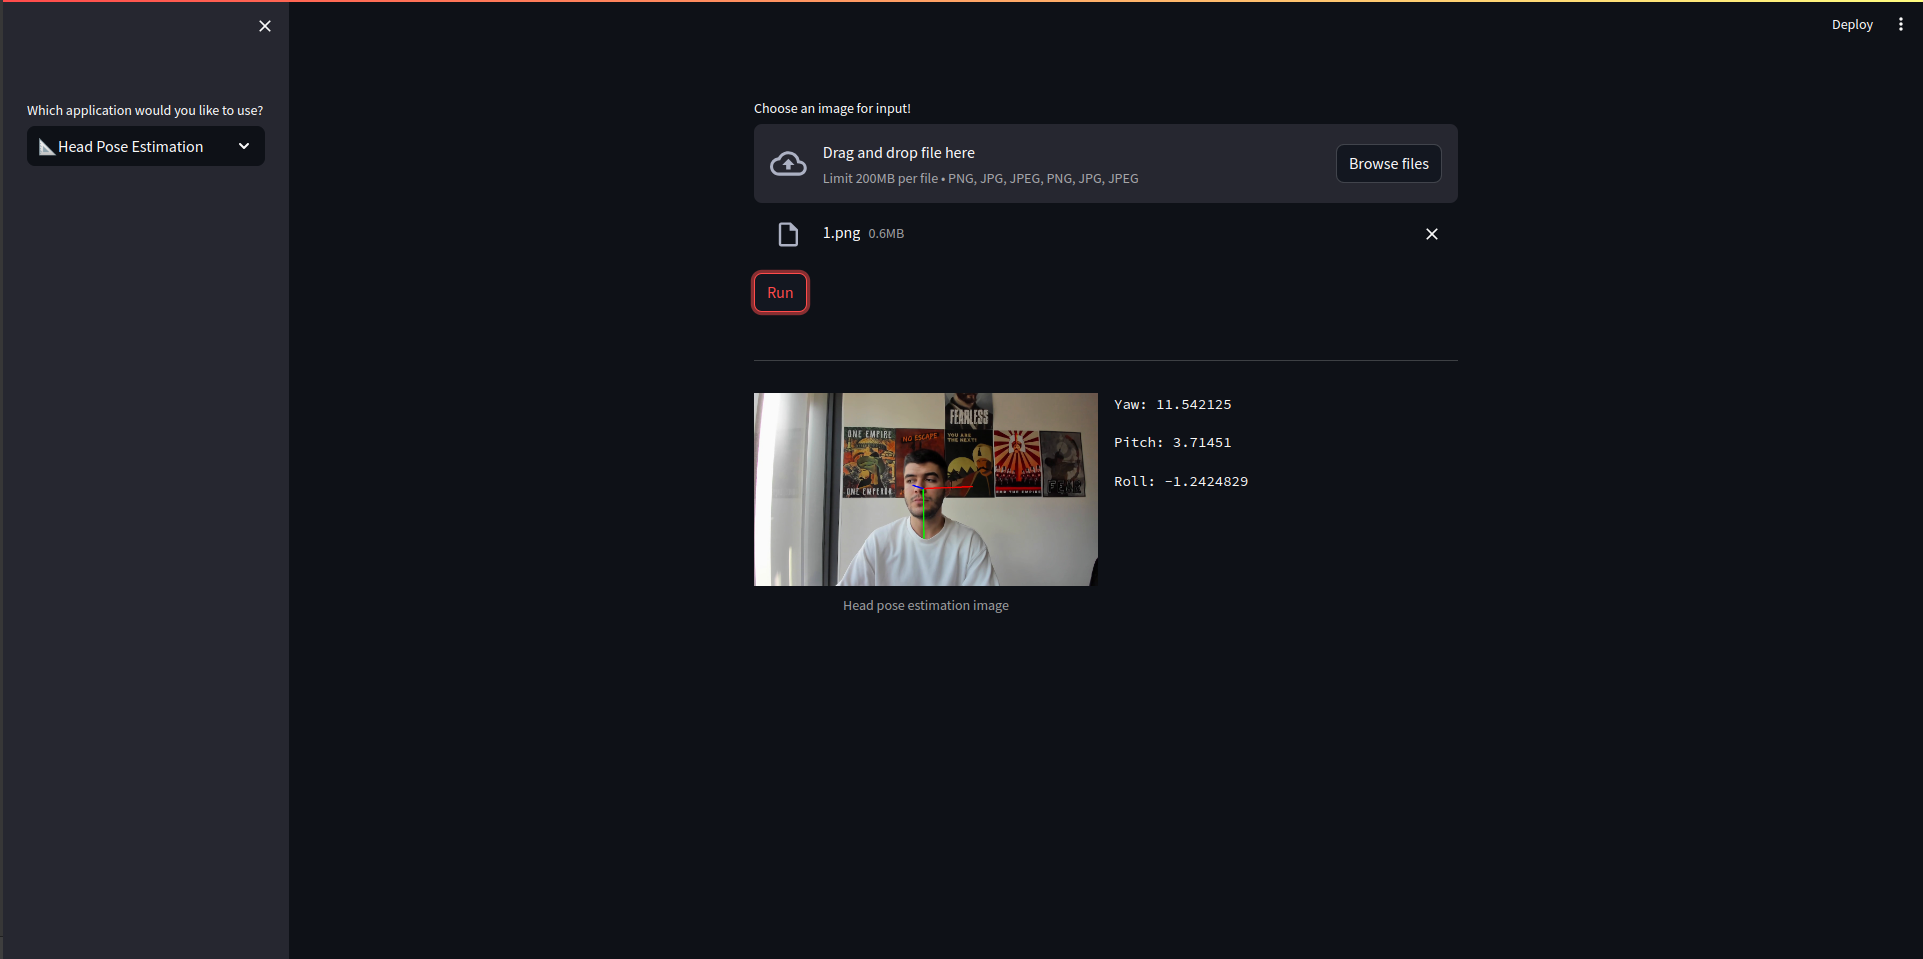 Deploy
Which application would you like to use?
Head Pose Estimation
Choose an image for input!
Drag and drop file here
Limit 200MB per file • PNG, JPG, JPEG, PNG, JPG, JPEG
Browse files
1.png 0.6MB
Run
FEARLESS
ONE EMPIRE
NO ESCAPE
YOU ARE
THE NEXT!
ONE EMPEROR
Yaw: 11.542125
Pitch: 3.71451
Roll: -1.2424829
Head pose estimation image